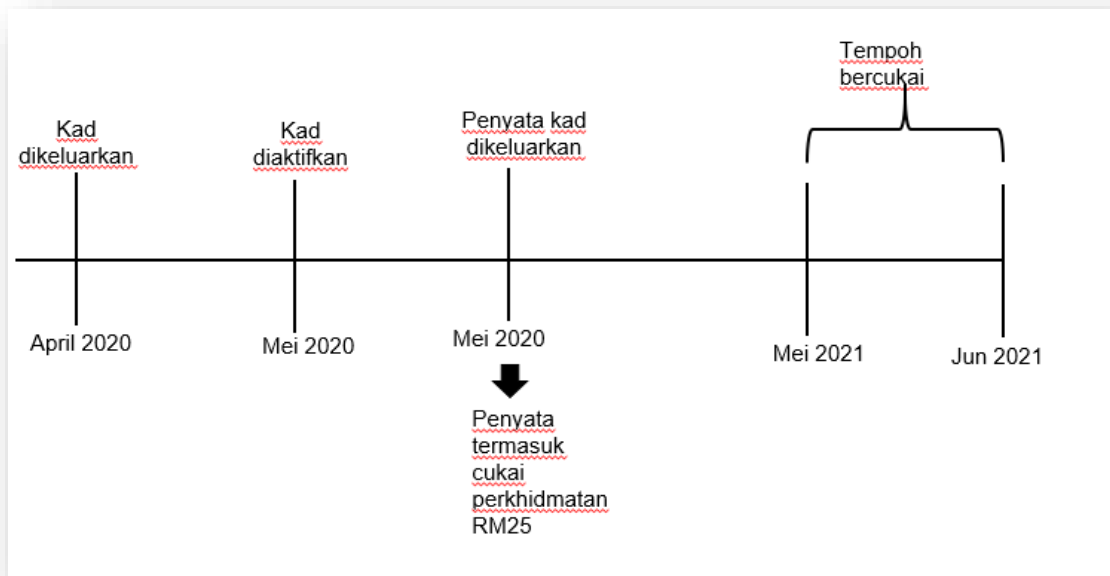 Kad
dikeluarkan
Kad
diaktifkan
Penyata kad
dikeluarkan
Tempoh
bercukai
April 2020
Mei 2020
Mei 2020
Mei 2021
Jun 2021
Penyata
termasuk
cukai
perkhidmatan
RM25